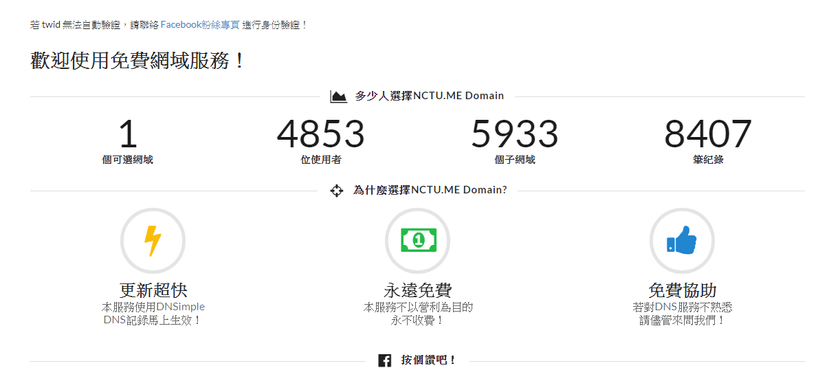 若 twid 無法自動驗證，請聯絡 Facebook粉絲專頁 進行身份驗證！
歡迎使用免費網域服務！
多少人選擇NCTU.ME Domain
1 4853 5933 8407
個可選網域 位使用者 個子網域 筆紀錄
為什麼選擇NCTU.ME Domain?
1
更新超快 永遠免費 免費協助
本服務使用DNSimple 本服務不以營利為目的 若對DNS服務不熟悉
DNS記錄馬上生效！ 永不收費！ 請儘管來問我們！
按個讚吧！